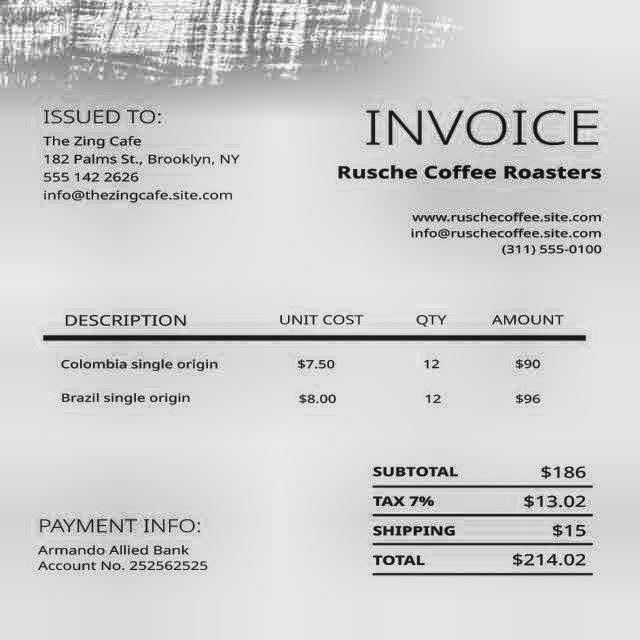 ISSUED TO:
The Zing Cafe
182 Palms St., Brooklyn, NY
555 142 2626
info@thezingcafe.site.com
INVOICE
Rusche Coffee Roasters
www.ruschecoffee.site.com
info@ruschecoffee.site.com
(311) 555-0100
DESCRIPTION UNIT COST QTY AMOUNT
Colombia single origin $7.50 12 $90
Brazil single origin $8.00 12 $96
SUBTOTAL $186
TAX 7% $13.02
SHIPPING $15
TOTAL $214.02
PAYMENT INFO:
Armando Allied Bank
Account No. 252562525